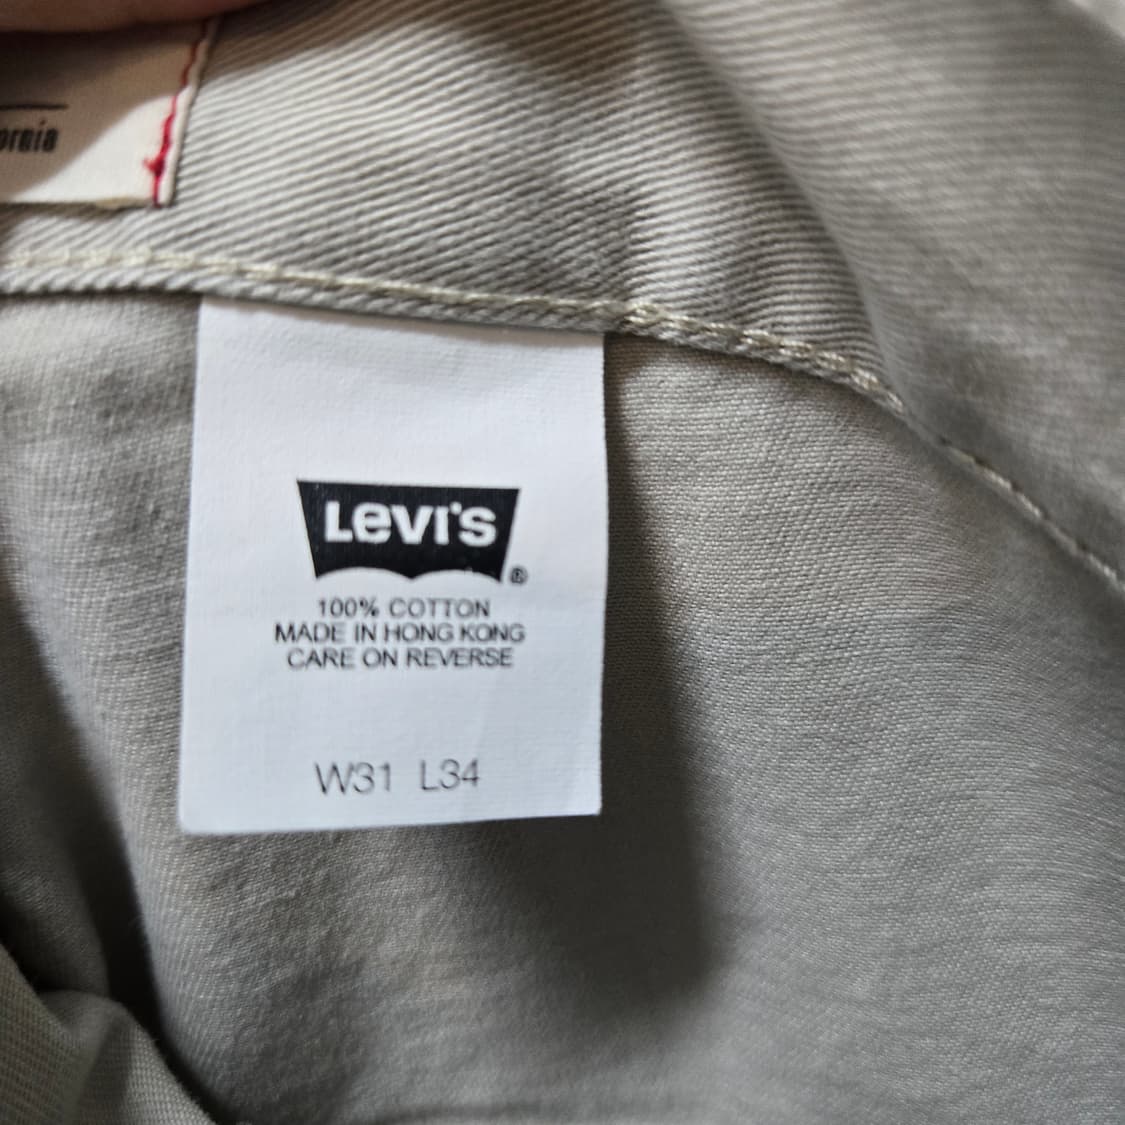 Levi's
®
100% COTTON
MADE IN HONG KONG
CARE ON REVERSE
W31 L34